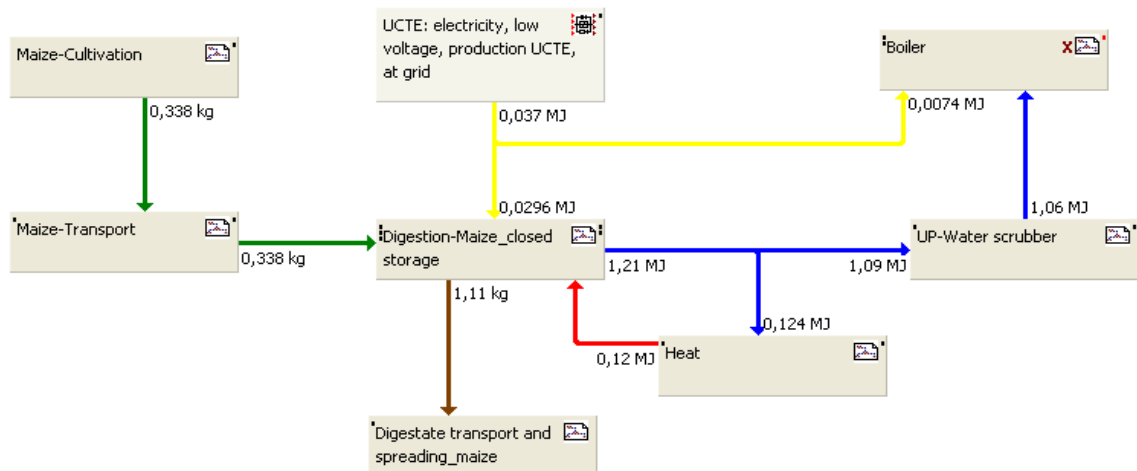 Maize-Cultivation
UCTE: electricity, low
voltage, production UCTE,
at grid
Boiler
x
0,338 kg
0,037 MJ
0,0074 MJ
Maize-Transport
0,338 kg
0,0296 MJ
Digestion-Maize_closed
storage
1,21 MJ
1,09 MJ
1,06 MJ
UP-Water scrubber
1,11 kg
0,124 MJ
0,12 MJ
Heat
Digestate transport and
spreading_maize